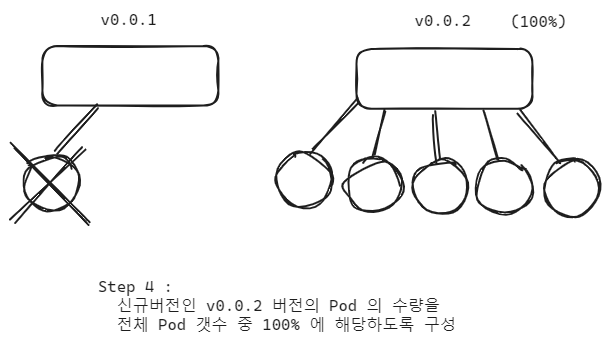 v0.0.1
v0.0.2 (100%)
Step 4 :
신규버전인 v0.0.2 버전의 Pod 의 수량을
전체 Pod 갯수 중 100% 에 해당하도록 구성